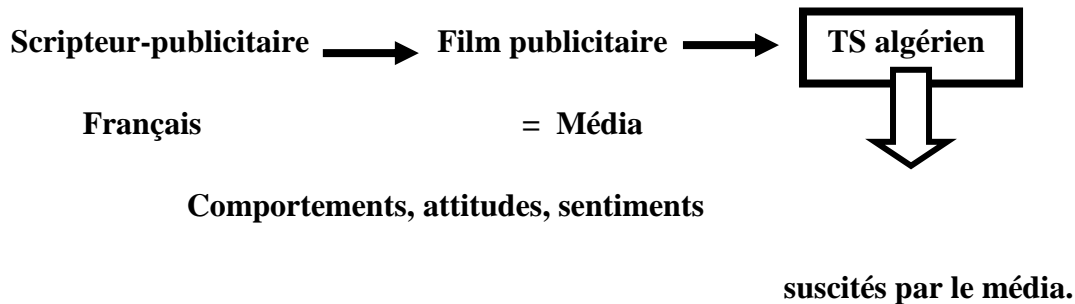 Scripteur-publicitaire Film publicitaire TS algérien
Français = Média
Comportements, attitudes, sentiments
suscités par le média.